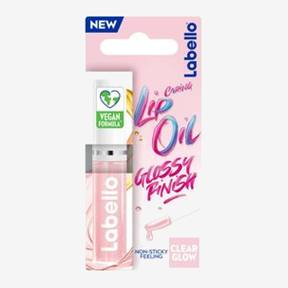 NEW
Labello
Caring
Lip
Oil
GLOSSY
FINISH
VEGAN
FORMULA
Labello
NON-STICKY
FEELING
CLEAR
GLOW